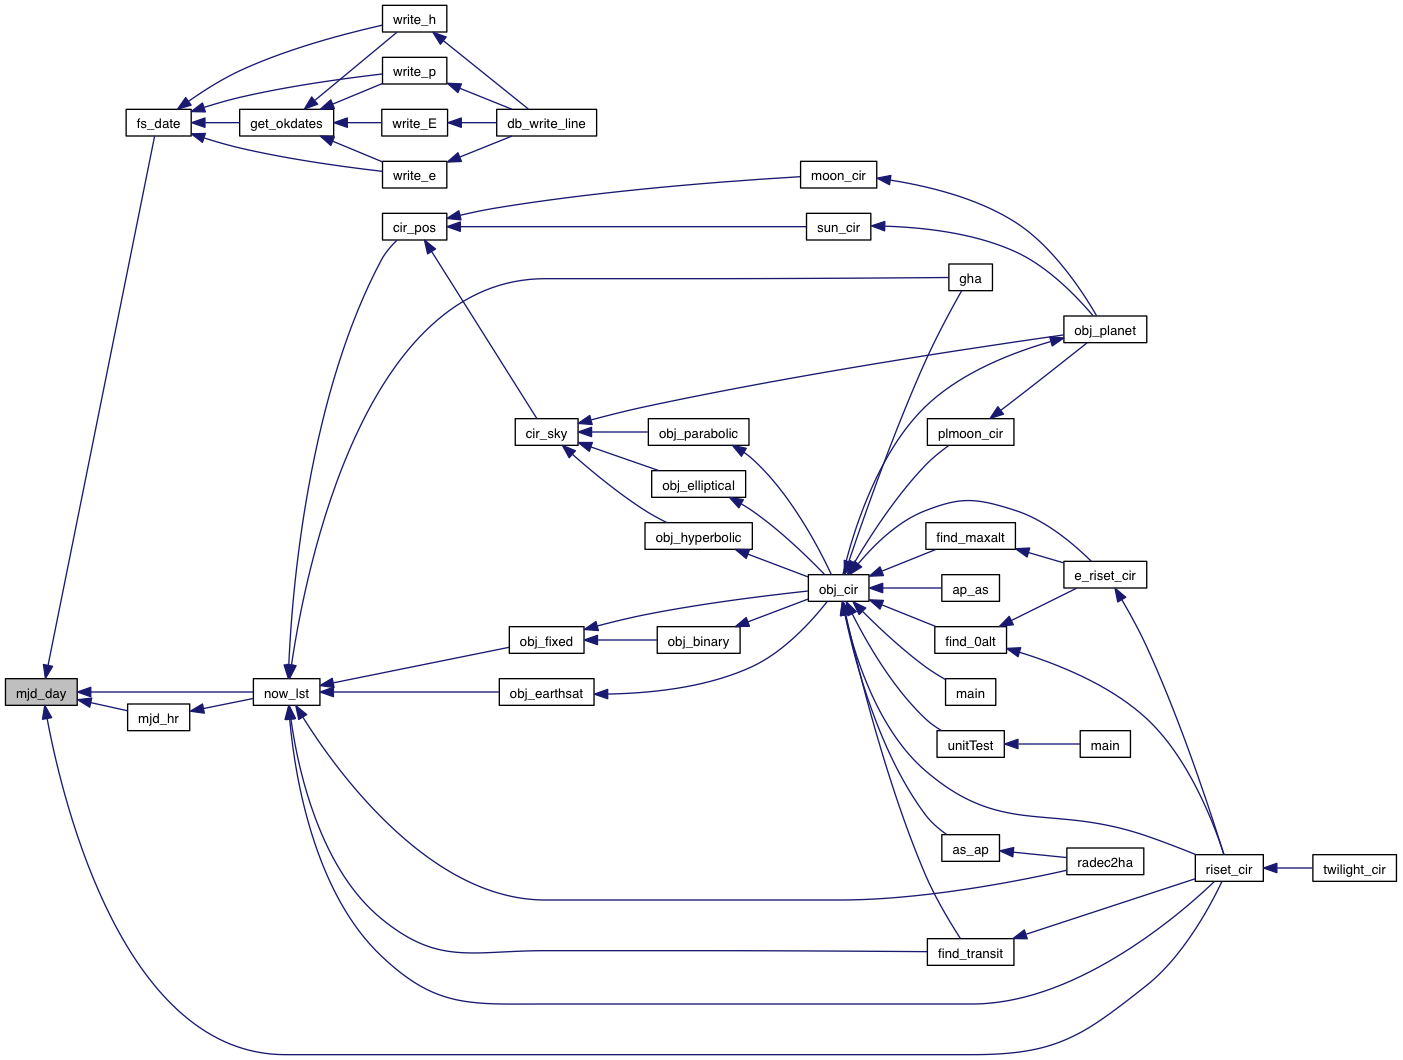 write_h
write_p
fs_date
get_okdates
write_E
db_write_line
write_e
moon_cir
cir_pos
sun_cir
gha
obj_planet
cir_sky
obj_parabolic
plmoon_cir
obj_elliptical
obj_hyperbolic
find_maxalt
e_riset_cir
obj_cir
ap_as
obj_fixed
obj_binary
find_0alt
mjd_day
now_lst
obj_earthsat
main
mjd_hr
unitTest
main
as_ap
radec2ha
riset_cir
twilight_cir
find_transit